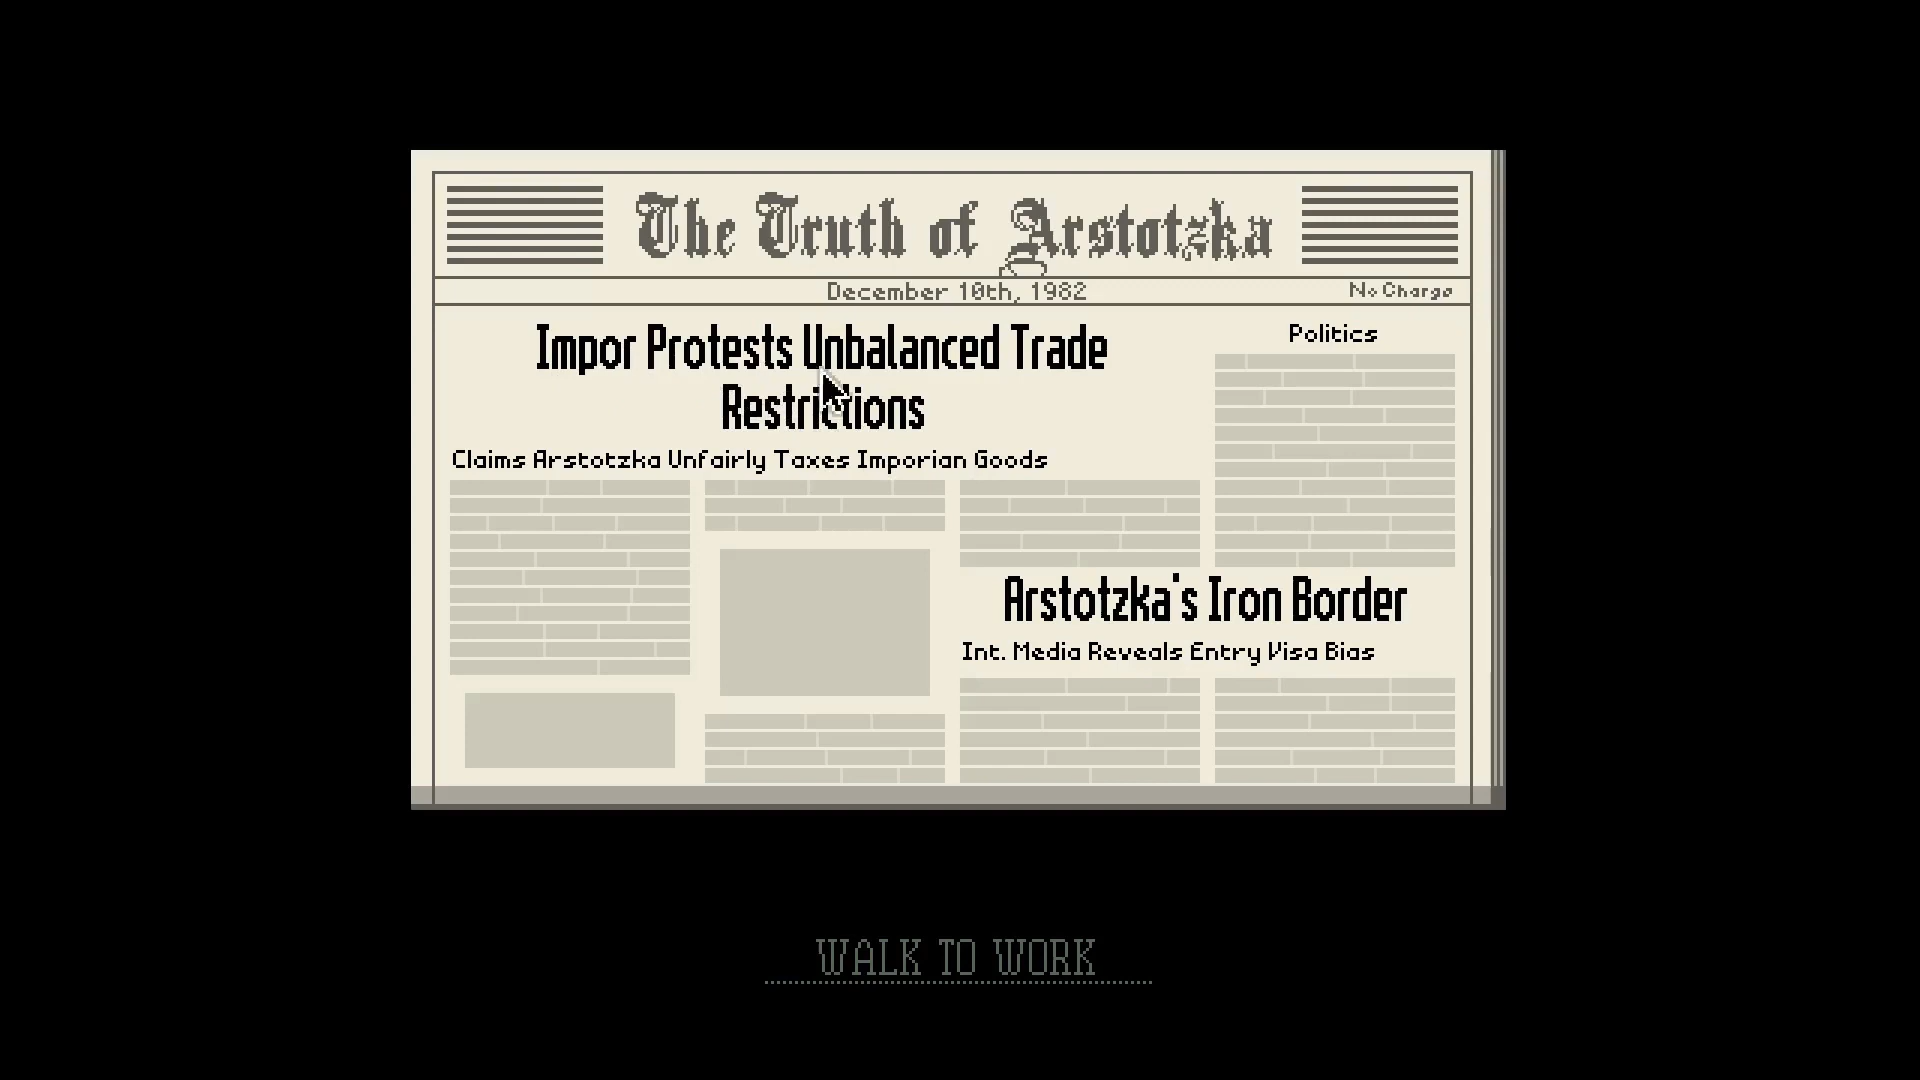 The Truth of Arstotzka
December 10th, 1982
No Charge
Impor Protests Unbalanced Trade
Restrictions
Claims Arstotzka Unfairly Taxes Imporian Goods
Politics
Arstotzka's Iron Border
Int. Media Reveals Entry Visa Bias
WALK TO WORK